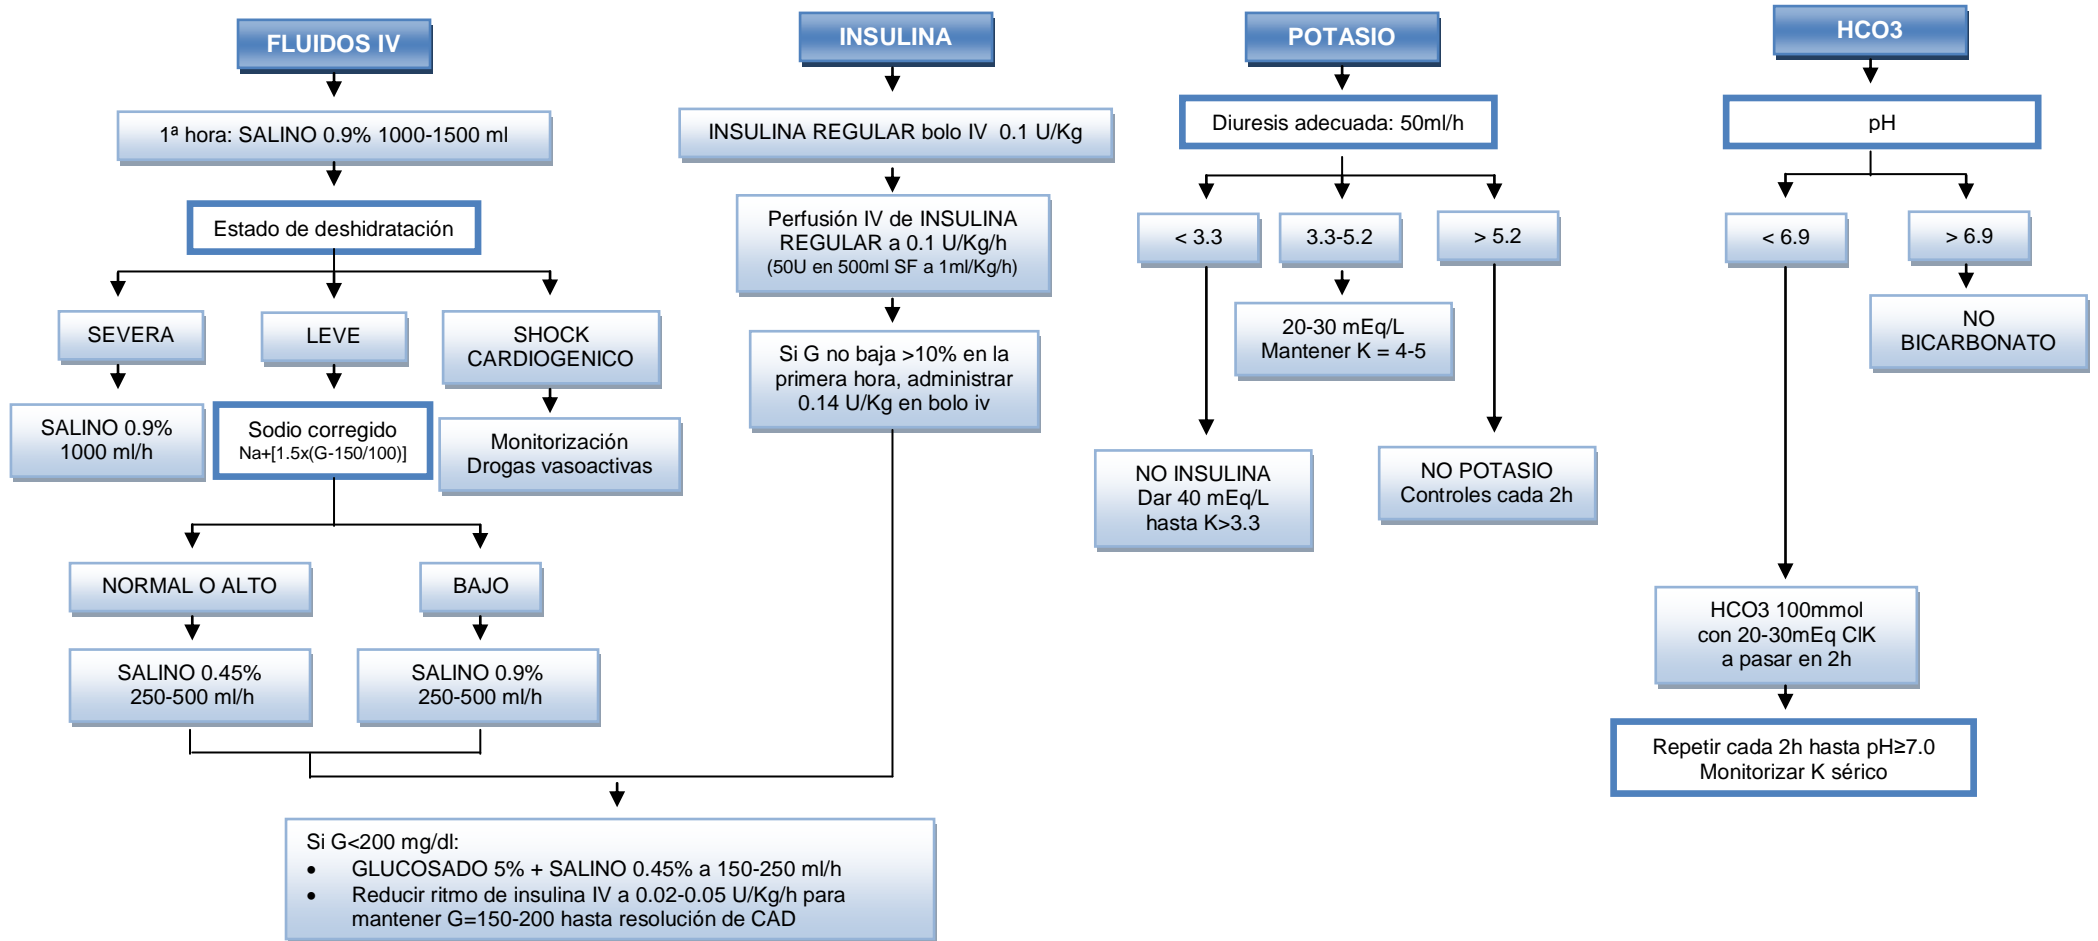 FLUIDOS IV
1ª hora: SALINO 0.9% 1000-1500 ml
Estado de deshidratación
SEVERA
LEVE
SHOCK
CARDIOGENICO
SALINO 0.9%
1000 ml/h
Sodio corregido
Na+[1.5x(G-150/100)]
Monitorización
Drogas vasoactivas
NORMAL O ALTO
BAJO
SALINO 0.45%
250-500 ml/h
SALINO 0.9%
250-500 ml/h
INSULINA
INSULINA REGULAR bolo IV 0.1 U/Kg
Perfusión IV de INSULINA
REGULAR a 0.1 U/Kg/h
(50U en 500ml SF a 1ml/Kg/h)
Si G no baja >10% en la
primera hora, administrar
0.14 U/Kg en bolo iv
Si G<200 mg/dl:
• GLUCOSADO 5% + SALINO 0.45% a 150-250 ml/h
• Reducir ritmo de insulina IV a 0.02-0.05 U/Kg/h para
mantener G=150-200 hasta resolución de CAD
POTASIO
Diuresis adecuada: 50ml/h
< 3.3
3.3-5.2
> 5.2
20-30 mEq/L
Mantener K = 4-5
NO INSULINA
Dar 40 mEq/L
hasta K>3.3
NO POTASIO
Controles cada 2h
HCO3
pH
< 6.9
> 6.9
NO
BICARBONATO
HCO3 100mmol
con 20-30mEq ClK
a pasar en 2h
Repetir cada 2h hasta pH≥7.0
Monitorizar K sérico